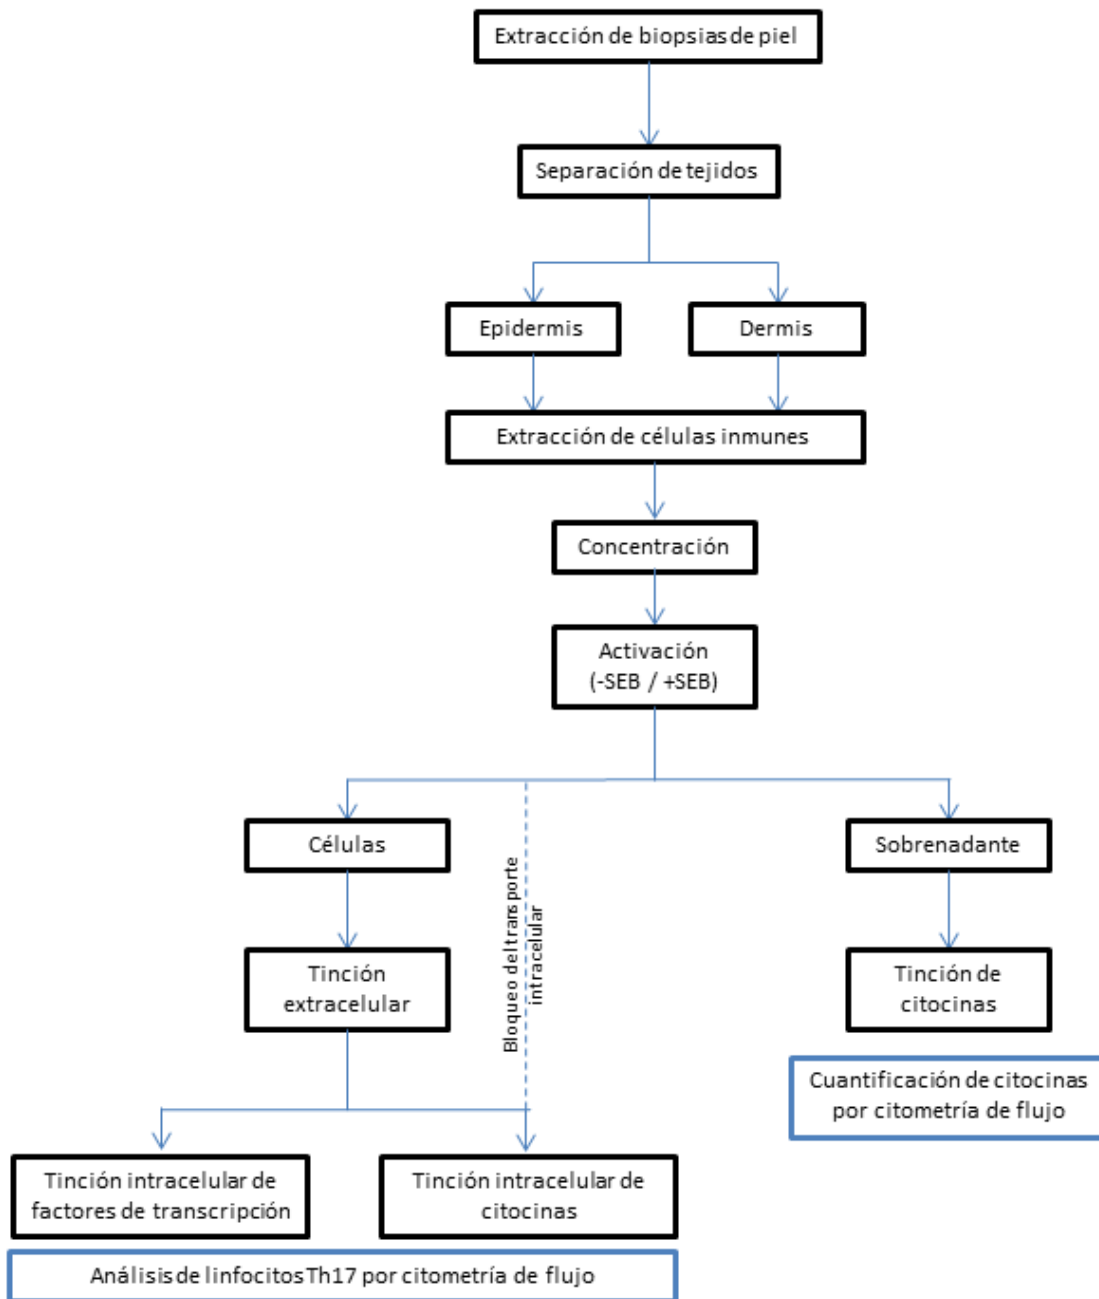 Extracción de biopsias de piel
Separación de tejidos
Epidermis
Dermis
Extracción de células inmunes
Concentración
Activación
(-SEB / +SEB)
Células
Sobrenadante
Bloqueo del transporte
intracelular
Tinción
extracelular
Tinción de
citocinas
Cuantificación de citocinas
por citometría de flujo
Tinción intracelular de
factores de transcripción
Tinción intracelular de
citocinas
Análisis de linfocitos Th17 por citometría de flujo